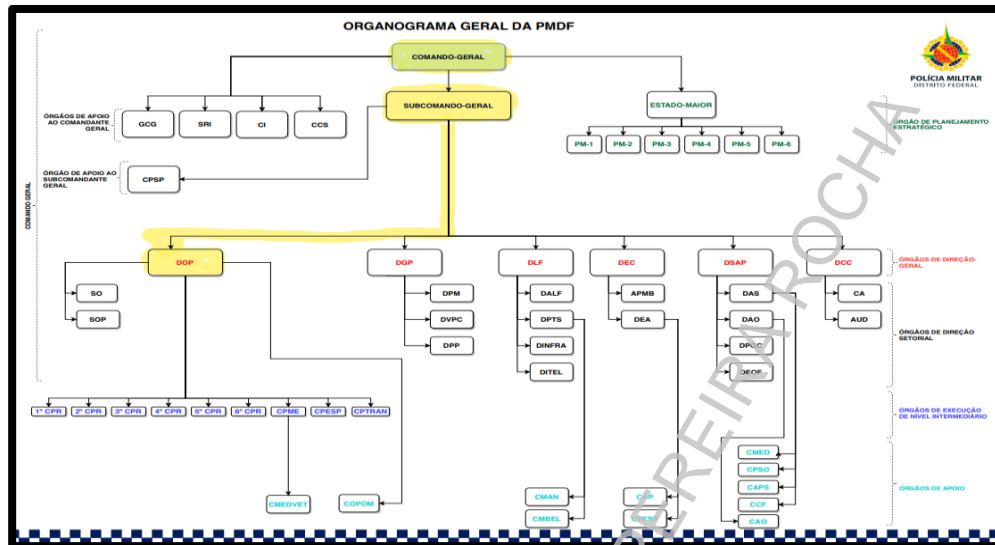 ORGANOGRAMA GERAL DA PMDF
POLÍCIA MILITAR
DISTRITO FEDERAL
COMANDO-GERAL
SUBCOMANDO-GERAL
ESTADO-MAIOR
ÓRGÃOS DE APOIO
AO COMANDANTE
GERAL
GCG
SRI
CI
CCS
PM-1
PM-2
PM-3
PM-4
PM-5
PM-6
ÓRGÃO DE PLANEJAMENTO
ESTRATÉGICO
ÓRGÃO DE APOIO AO
SUBCOMANDANTE
GERAL
CPSP
COMANDO GERAL
DOP
DGP
DLF
DEC
DSAP
DCC
ÓRGÃOS DE DIREÇÃO-
GERAL
SO
SOP
DPM
DVPC
DPP
DALF
DPTS
DINFRA
DITEL
APMB
DEA
DAS
DAO
DPGC
CA
AUD
ÓRGÃOS DE DIREÇÃO
SETORIAL
1º CPR
2º CPR
3º CPR
4º CPR
5º CPR
6º CPR
CPME
CPESP
CPTRAN
ÓRGÃOS DE EXECUÇÃO
DE NÍVEL INTERMEDIÁRIO
CMEDVET
COPOM
CMAN
CMBEL
CMED
CPSO
CAPS
CCF
CAO
ÓRGÃOS DE APOIO
PEREIRA ROCHA